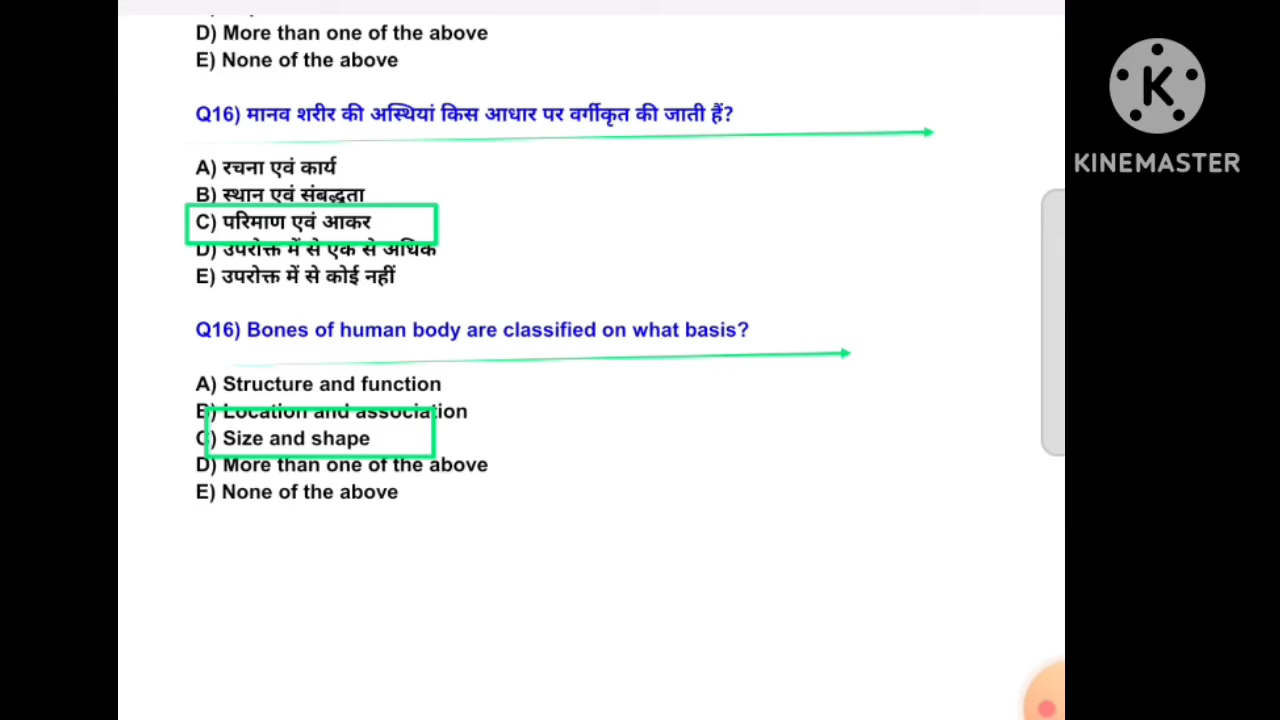 D) More than one of the above
E) None of the above
Q16) मानव शरीर की अस्थियां किस आधार पर वर्गीकृत की जाती हैं?
A) रचना एवं कार्य
B) स्थान एवं संबद्धता
C) परिमाण एवं आकर
D) उपरोक्त में से एक से अधिक
E) उपरोक्त में से कोई नहीं
Q16) Bones of human body are classified on what basis?
A) Structure and function
B) Location and association
C) Size and shape
D) More than one of the above
E) None of the above
K
KINEMASTER